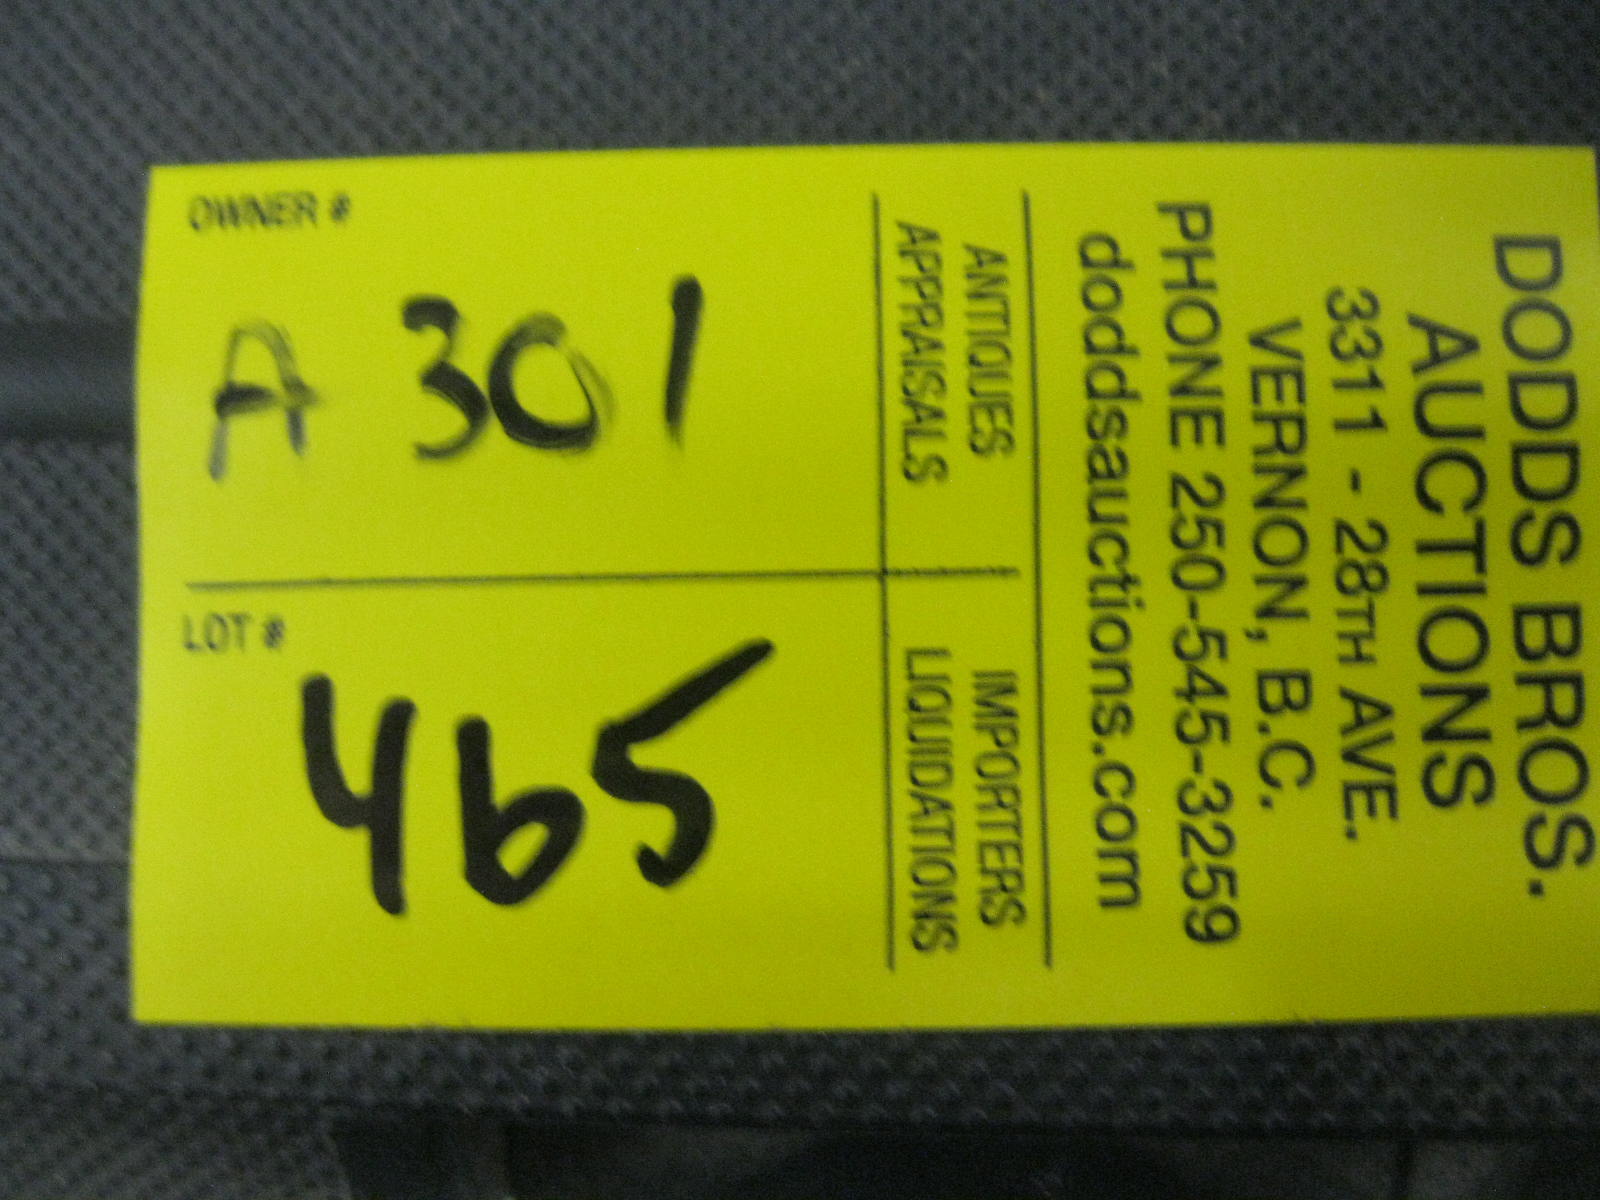 DODDS BROS.
AUCTIONS
3311 - 28TH AVE.
VERNON, B.C.
PHONE 250-545-3259
doddsauctions.com
ANTIQUES
APPRAISALS
IMPORTERS
LIQUIDATIONS
OWNER #
A 301
LOT #
465